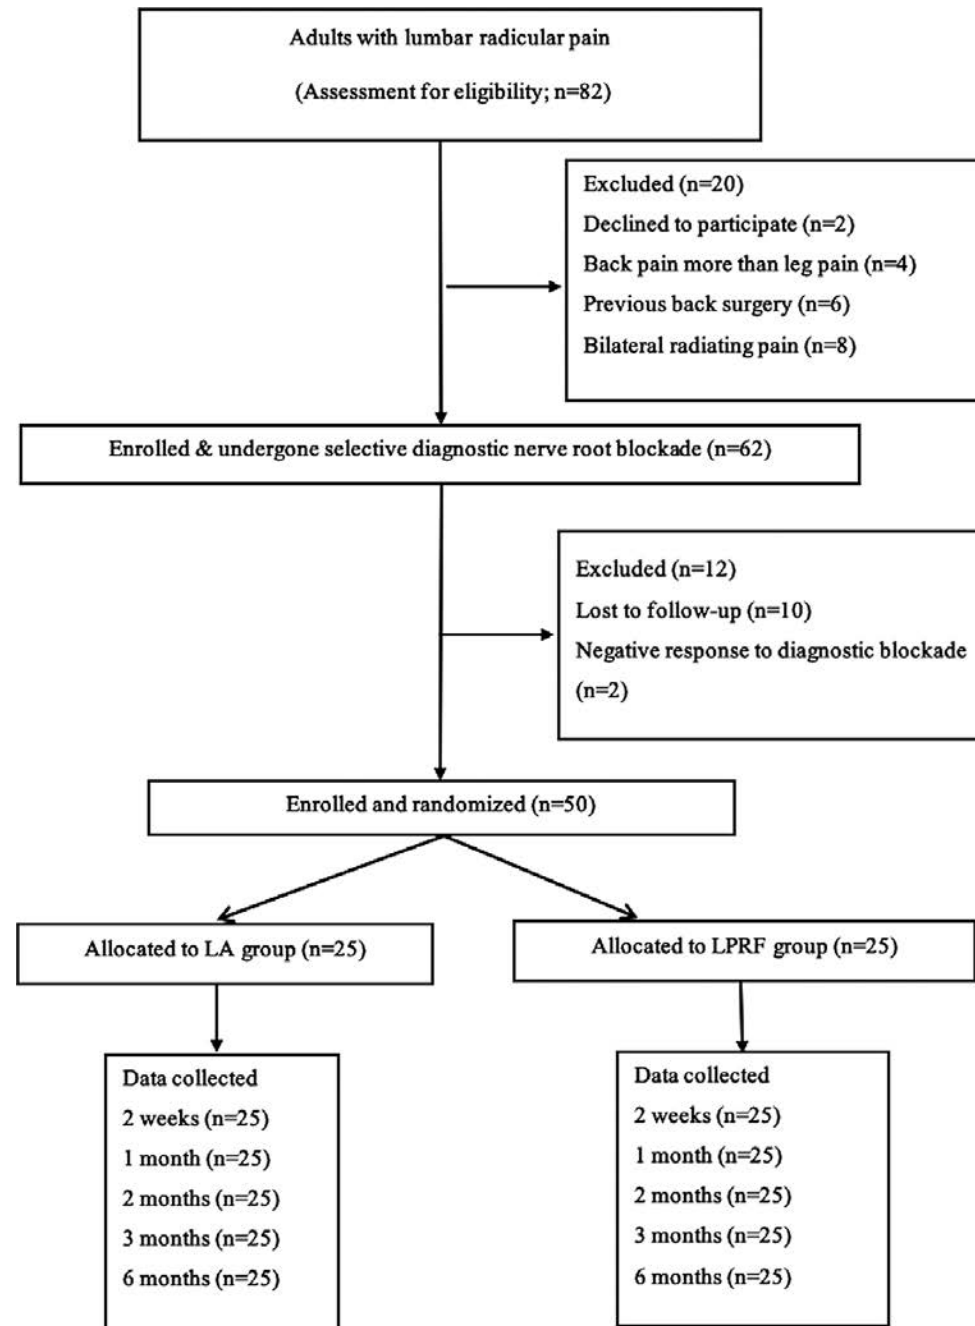 Adults with lumbar radicular pain
(Assessment for eligibility; n=82)
Excluded (n=20)
Declined to participate (n=2)
Back pain more than leg pain (n=4)
Previous back surgery (n=6)
Bilateral radiating pain (n=8)
Enrolled & undergone selective diagnostic nerve root blockade (n=62)
Excluded (n=12)
Lost to follow-up (n=10)
Negative response to diagnostic blockade
(n=2)
Enrolled and randomized (n=50)
Allocated to LA group (n=25)
Allocated to LPRF group (n=25)
Data collected
2 weeks (n=25)
1 month (n=25)
2 months (n=25)
3 months (n=25)
6 months (n=25)
Data collected
2 weeks (n=25)
1 month (n=25)
2 months (n=25)
3 months (n=25)
6 months (n=25)